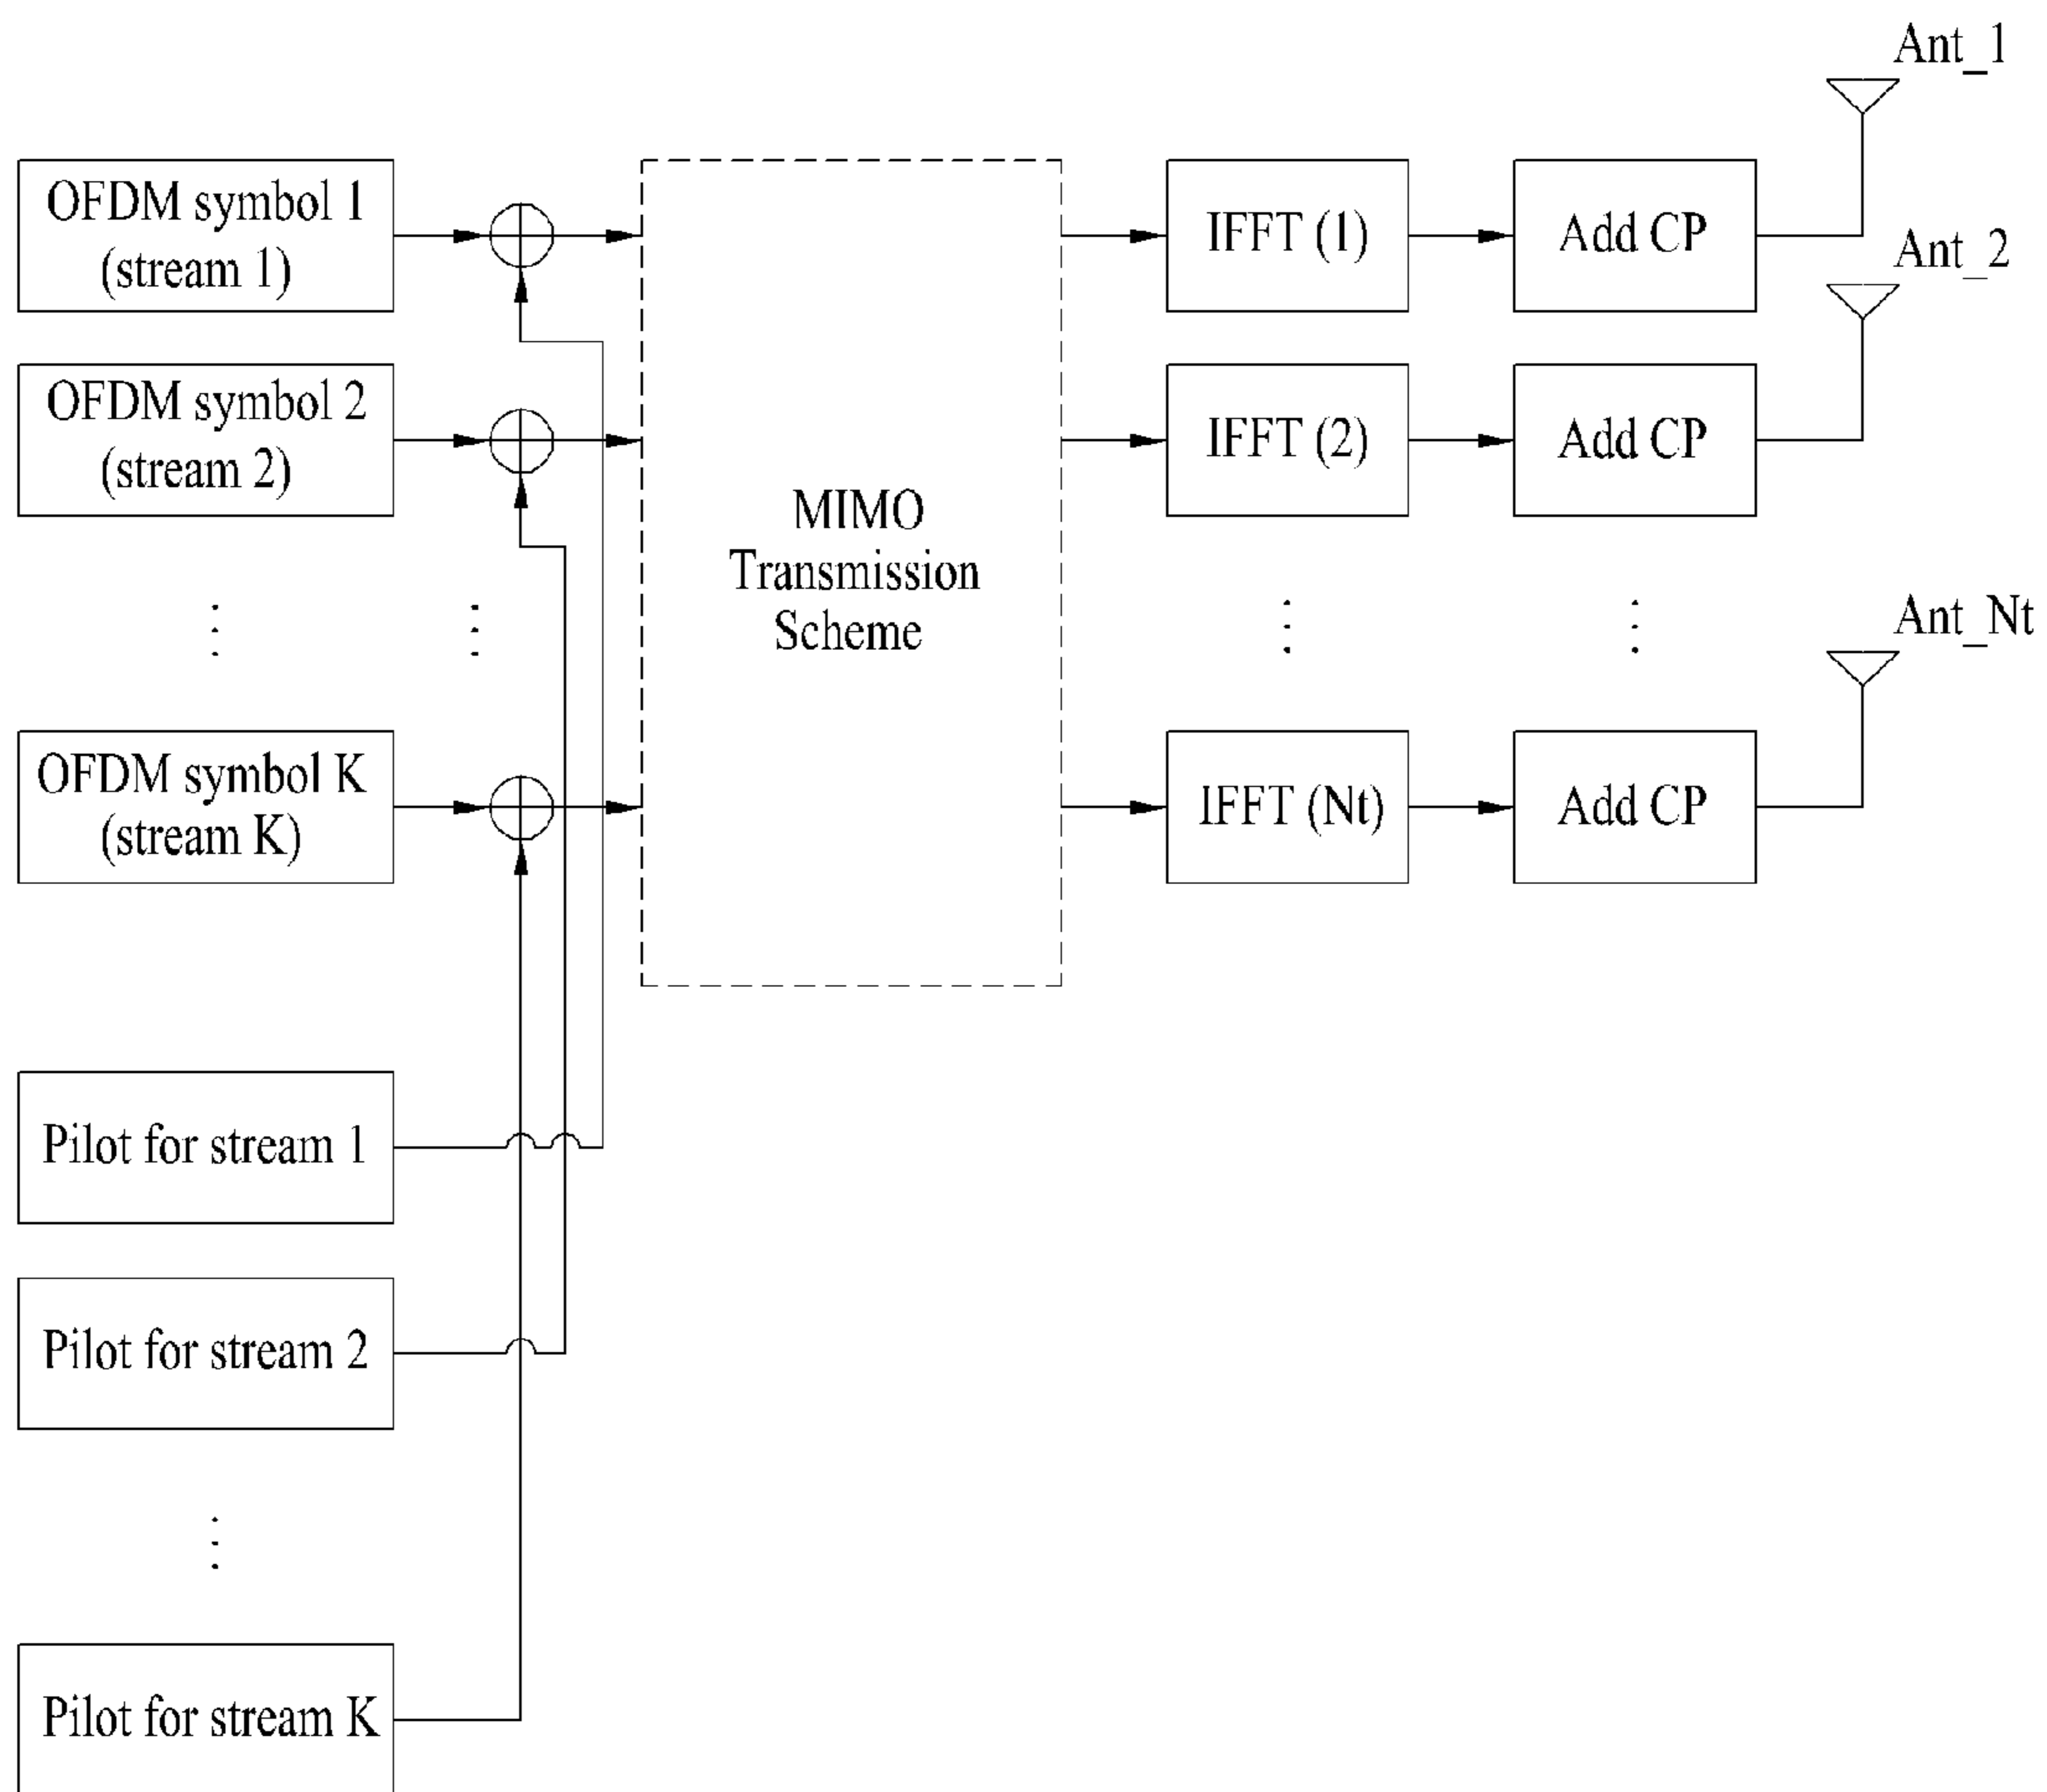 Ant_1
OFDM symbol 1
(stream 1)
IFFT (1)
Add CP
Ant_2
OFDM symbol 2
(stream 2)
IFFT (2)
Add CP
MIMO
Transmission
Scheme
Ant_Nt
OFDM symbol K
(stream K)
IFFT (Nt)
Add CP
Pilot for stream 1
Pilot for stream 2
Pilot for stream K